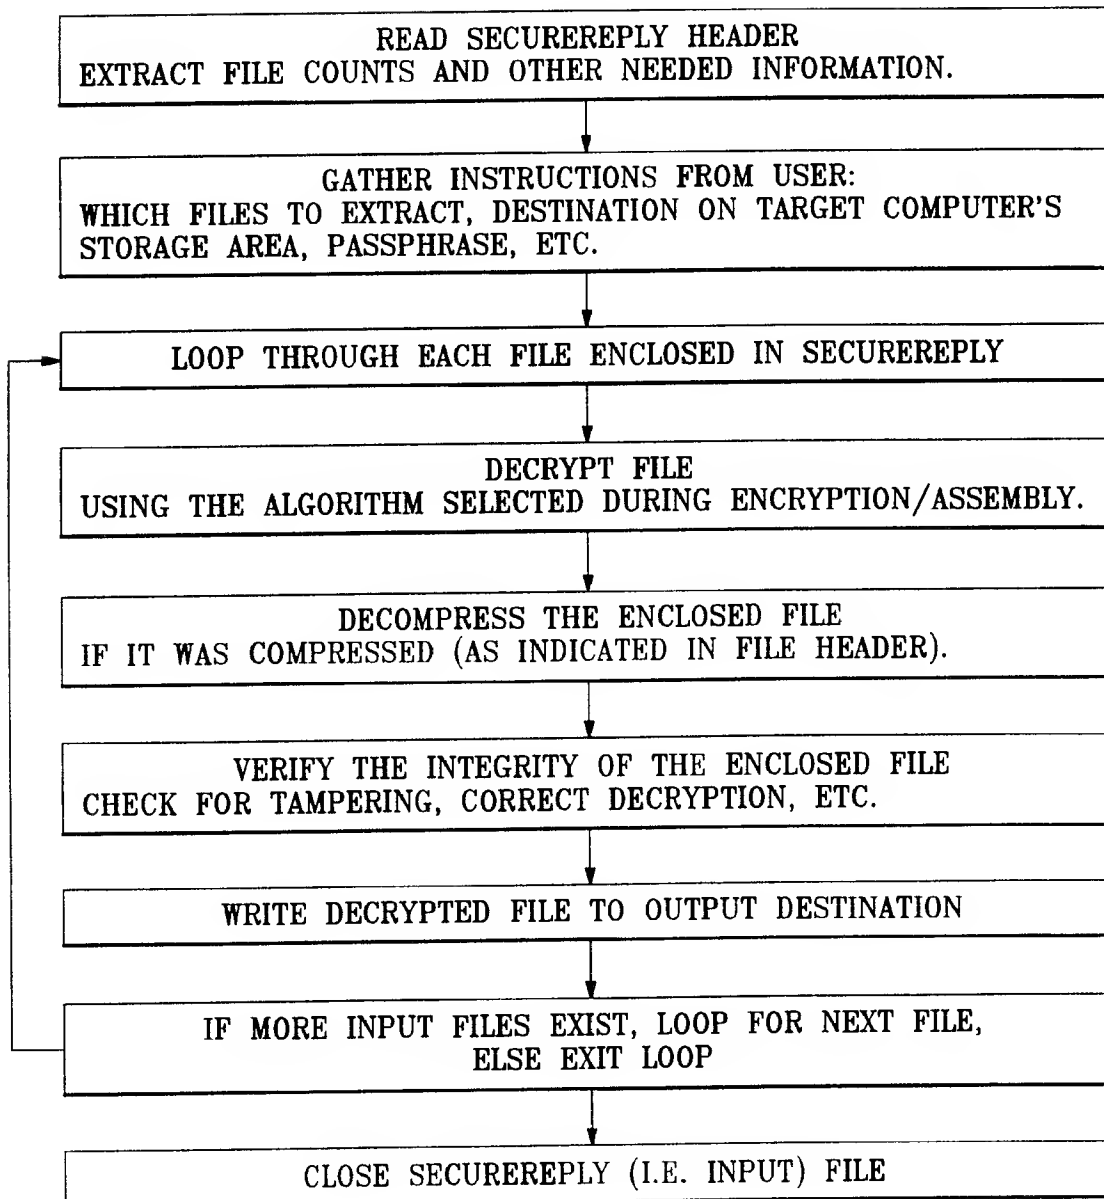 READ SECUREREPLY HEADER
EXTRACT FILE COUNTS AND OTHER NEEDED INFORMATION.
GATHER INSTRUCTIONS FROM USER:
WHICH FILES TO EXTRACT, DESTINATION ON TARGET COMPUTER'S
STORAGE AREA, PASSPHRASE, ETC.
LOOP THROUGH EACH FILE ENCLOSED IN SECUREREPLY
DECRYPT FILE
USING THE ALGORITHM SELECTED DURING ENCRYPTION/ASSEMBLY.
DECOMPRESS THE ENCLOSED FILE
IF IT WAS COMPRESSED (AS INDICATED IN FILE HEADER).
VERIFY THE INTEGRITY OF THE ENCLOSED FILE
CHECK FOR TAMPERING, CORRECT DECRYPTION, ETC.
WRITE DECRYPTED FILE TO OUTPUT DESTINATION
IF MORE INPUT FILES EXIST, LOOP FOR NEXT FILE,
ELSE EXIT LOOP
CLOSE SECUREREPLY (I.E. INPUT) FILE